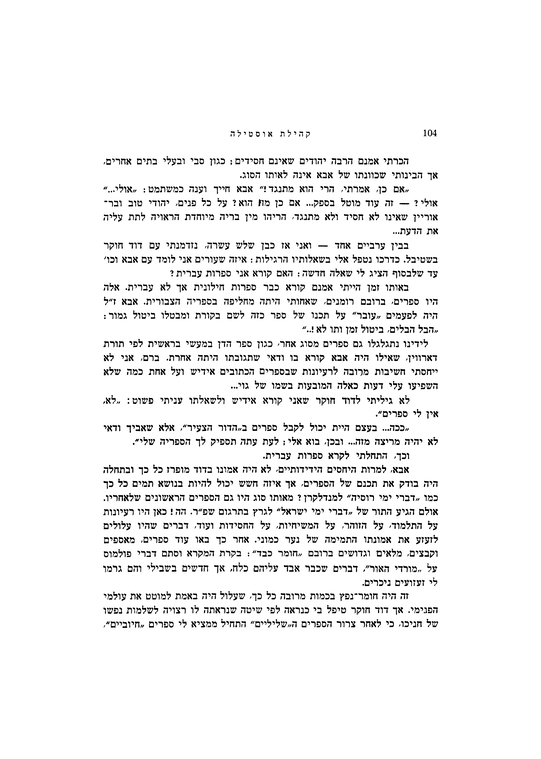 104 קהילת אוסטילה
הכרתי אמנם הרבה יהודים שאינם חסידים; כגון סבי ובעלי בתים אחרים,
אך הבינותי שכוונתו של אבא אינה לאותו הסוג.
„אם כן, אמרתי, הרי הוא מתנגד?” אבא חייך וענה כמשתמט: „אולי...”
אולי? — זה עוד מוטל בספק... אם כן מה הוא? על כל פנים, יהודי טוב ובר־
אוריין שאינו לא חסיד ולא מתנגד, הריהו מין בריה מיוחדת הראויה לתת עליה
את הדעת...
בבין ערביים אחד — ואני אז כבן שלש עשרה, נזדמנתי עם דוד חוקר
בשטיבל. כדרכו נטפל אלי בשאלותיו הרגילות: איזה שעורים אני לומד עם אבא וכו׳
עד שלבסוף הציג לי שאלה חדשה: האם קורא אני ספרות עברית?
באותו זמן הייתי אמנם קורא כבר ספרות חילונית אך לא עברית. אלה
היו ספרים, ברובם רומנים, שאחותי היתה מחליפה בספריה הצבורית. אבא ז״ל
היה לפעמים „עובר” על תכנו של ספר כזה לשם בקורת ומבטלו ביטול גמור:
„הבל הבלים, ביטול זמן ותו לא!..”
לידינו נתגלגלו גם ספרים מסוג אחר, כגון ספר הדן במעשי בראשית לפי תורת
דארווין, שאילו היה אבא קורא בו ודאי שתגובתו היתה אחרת. ברם, אני לא
ייחסתי חשיבות מרובה לרעיונות שבספרים הכתובים אידיש ועל אחת כמה שלא
השפיעו עלי דעות כאלה המובעות בשמו של גוי...
לא גיליתי לדוד חוקר שאני קורא אידיש ולשאלתו עניתי פשוט: „לא,
אין לי ספרים”.
„ככה... בעצם היית יכול לקבל ספרים ב„הדור הצעיר”, אלא שאביך ודאי
לא יהיה מריצה מזה... ובכן, בוא אלי; לעת עתה תספיק לך הספריה שלי”.
וכך, התחלתי לקרא ספרות עברית.
אבא, למרות היחסים הידידותיים, לא היה אמונו בדוד מופרז כל כך ובתחלה
היה בודק את תכנם של הספרים, אך איזה חשש יכול להיות בנושא תמים כל כך
כמו „דברי ימי רוסיה” למנדלקרן? מאותו סוג היו גם הספרים הראשונים שלאחריו.
אולם הגיע התור של „דברי ימי ישראל” לגרץ בתרגום שפ״ר. הה! כאן היו רעיונות
על התלמוד, על הזוהר, על המשיחיות, על החסידות ועוד, דברים שהיו עלולים
לזעזע את אמונתו התמימה של נער כמוני. אחר כך באו עוד ספרים, מאספים
וקבצים, מלאים וגדושים ברובם „חומר כבד”; בקרת המקרא וסתם דברי פולמוס
על „מורדי האור”, דברים שכבר אבד עליהם כלח, אך חדשים בשבילי והם גרמו
לי זעזועים ניכרים.
זה היה חומר־נפץ בכמות מרובה כל כך, שעלול היה באמת למוטט את עולמי
הפנימי. אך דוד חוקר טיפל בי כנראה לפי שיטה שנראתה לו רצויה לשלמות נפשו
של חניכו, כי לאחר צרור הספרים ה„שליליים” התחיל ממציא לי ספרים „חיוביים”,